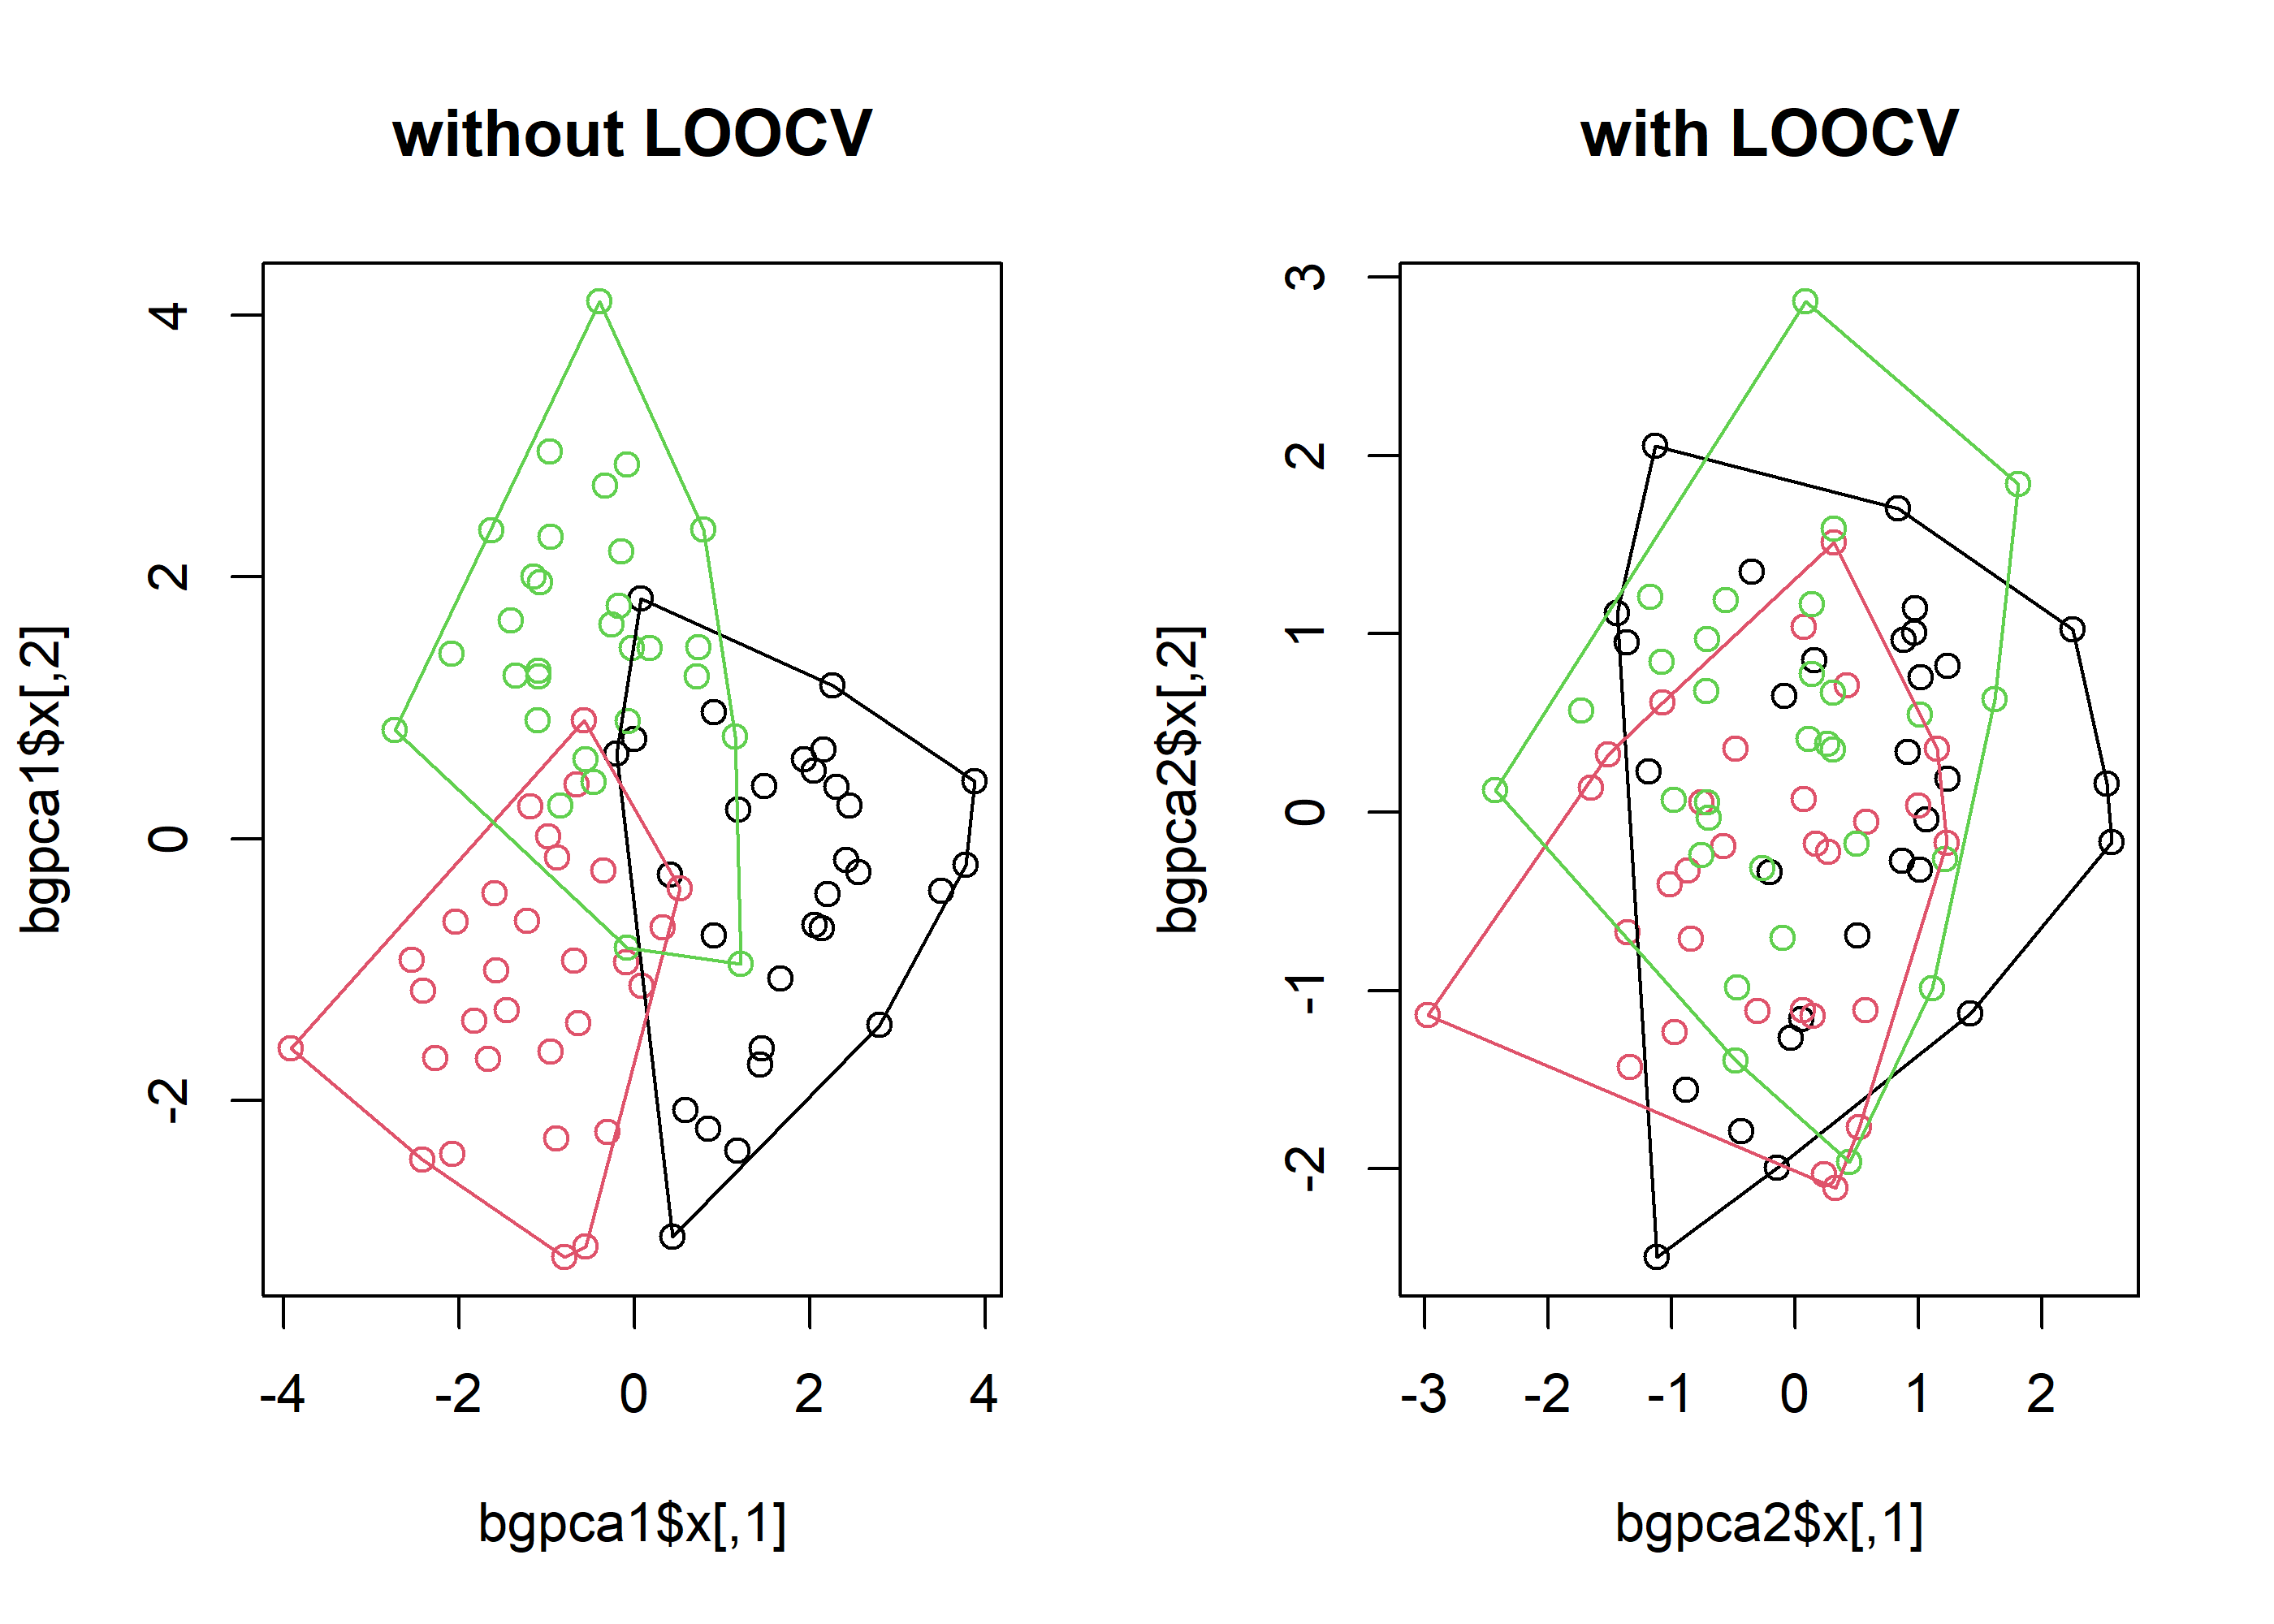 without LOOCV
4
2
0
-2
-4 -2 0 2 4
bgpca1$x[,2]
bgpca1$x[,1]
with LOOCV
3
2
1
0
-1
-2
-3 -2 -1 0 1 2
bgpca2$x[,2]
bgpca2$x[,1]